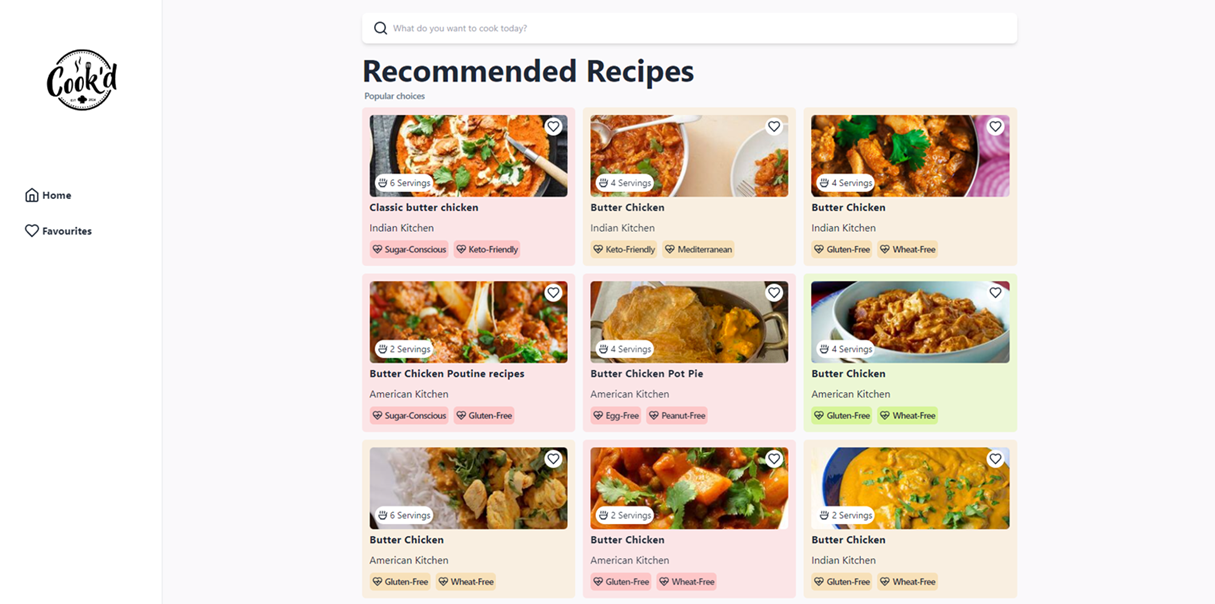 What do you want to cook today?
Cook'd
Recommended Recipes
Popular choices
Home
Favourites
6 Servings
4 Servings
4 Servings
Classic butter chicken
Butter Chicken
Butter Chicken
Indian Kitchen
Indian Kitchen
Indian Kitchen
Sugar-Conscious Keto-Friendly
Keto-Friendly Mediterranean
Gluten-Free Wheat-Free
2 Servings
4 Servings
4 Servings
Butter Chicken Poutine recipes
Butter Chicken Pot Pie
Butter Chicken
American Kitchen
American Kitchen
American Kitchen
Sugar-Conscious Gluten-Free
Egg-Free Peanut-Free
Gluten-Free Wheat-Free
6 Servings
2 Servings
2 Servings
Butter Chicken
Butter Chicken
Butter Chicken
American Kitchen
American Kitchen
Indian Kitchen
Gluten-Free Wheat-Free
Gluten-Free Wheat-Free
Gluten-Free Wheat-Free